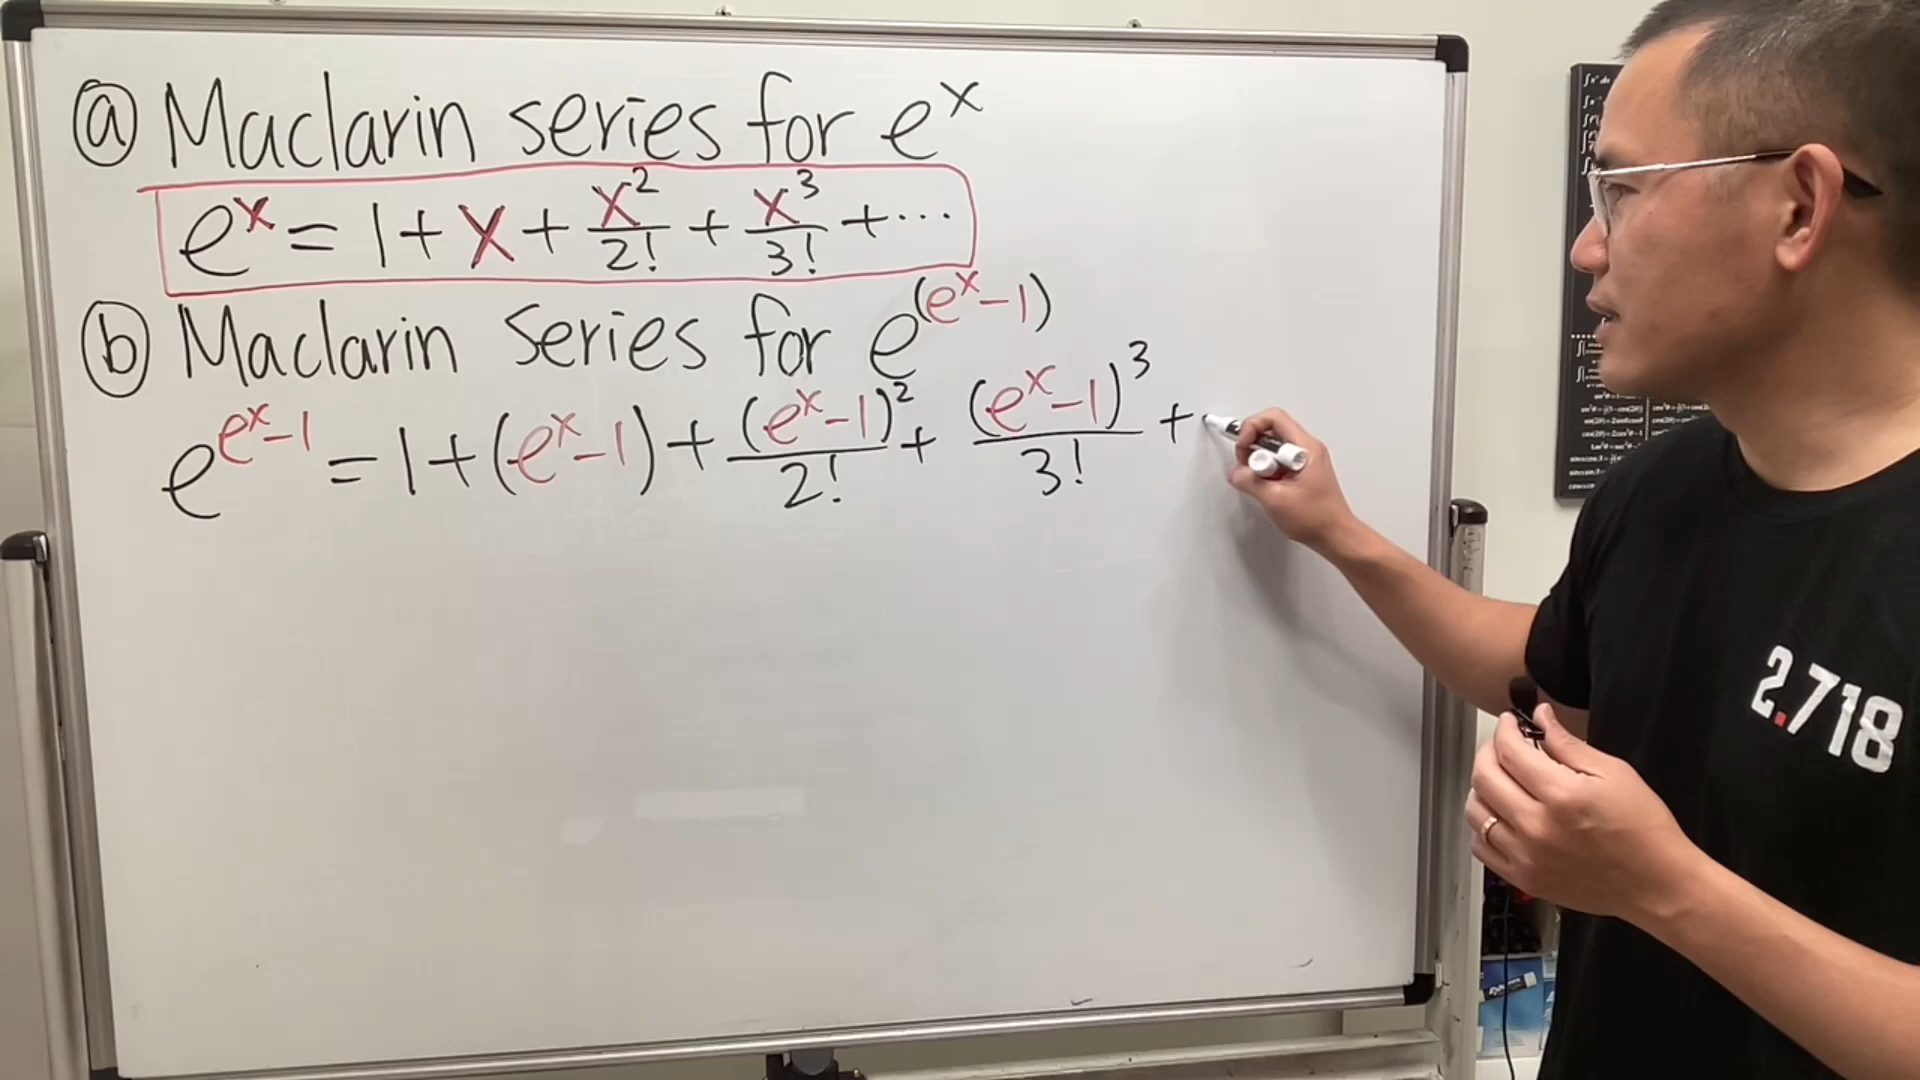 ⓐ Maclarin series for e^x
e^x = 1 + x + x^2/2! + x^3/3! + ...
ⓑ Maclarin series for e^(e^x - 1)
e^(e^x - 1) = 1 + (e^x - 1) + (e^x - 1)^2/2! + (e^x - 1)^3/3! +
2.718